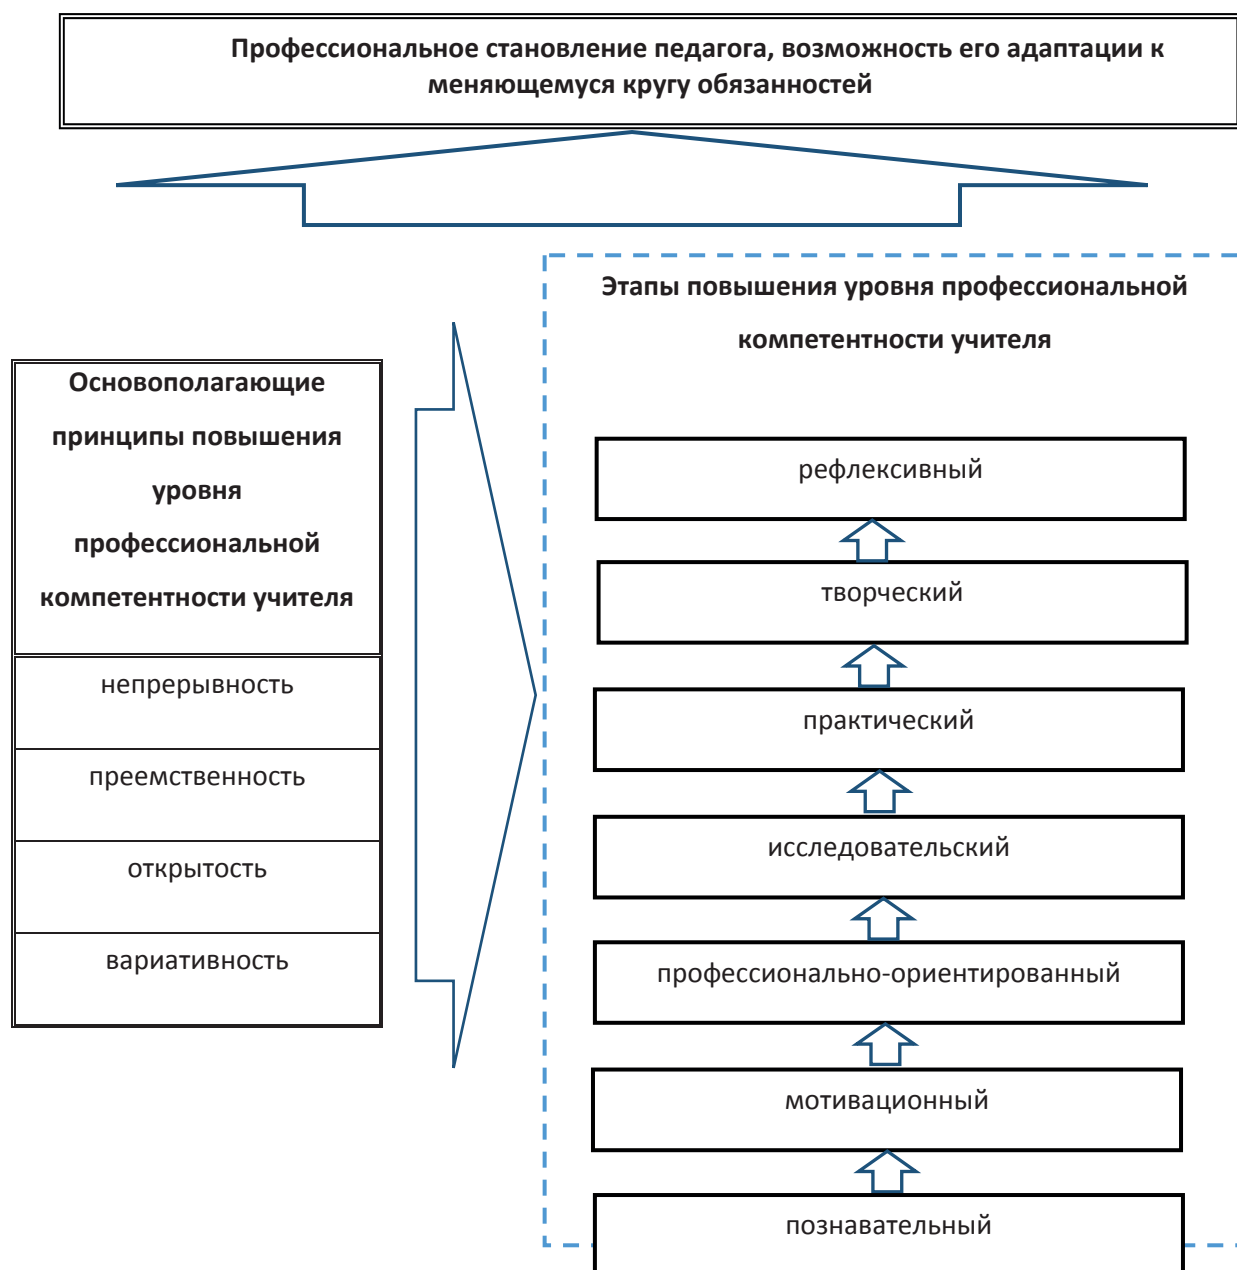 Профессиональное становление педагога, возможность его адаптации к
меняющемуся кругу обязанностей
Основополагающие
принципы повышения
уровня
профессиональной
компетентности учителя
непрерывность
преемственность
открытость
вариативность
Этапы повышения уровня профессиональной
компетентности учителя
рефлексивный
творческий
практический
исследовательский
профессионально-ориентированный
мотивационный
познавательный